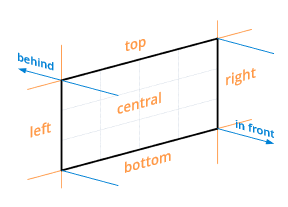 top
behind
right
central
left
in front
bottom